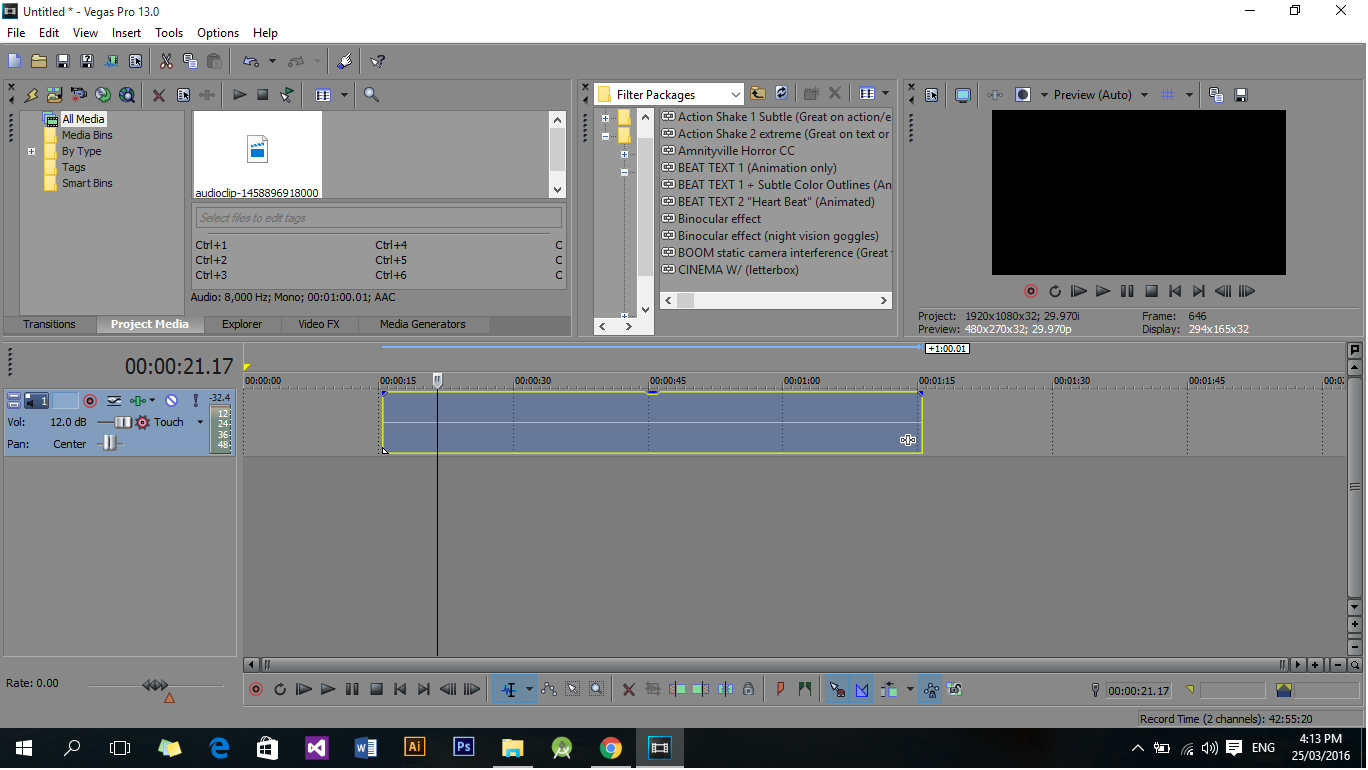 Untitled * - Vegas Pro 13.0
File Edit View Insert Tools Options Help
Filter Packages
Preview (Auto)
All Media
Media Bins
By Type
Tags
Smart Bins
audioclip-1458896918000
Select files to edit tags
Ctrl+1 Ctrl+4 C
Ctrl+2 Ctrl+5 C
Ctrl+3 Ctrl+6 C
Audio: 8,000 Hz; Mono; 00:01:00.01; AAC
Transitions Project Media Explorer Video FX Media Generators
Action Shake 1 Subtle (Great on action/e
Action Shake 2 extreme (Great on text or
Amnityville Horror CC
BEAT TEXT 1 (Animation only)
BEAT TEXT 1 + Subtle Color Outlines (An
BEAT TEXT 2 "Heart Beat" (Animated)
Binocular effect
Binocular effect (night vision goggles)
BOOM static camera interference (Great
CINEMA W/ (letterbox)
Project: 1920x1080x32; 29.970i Frame: 646
Preview: 480x270x32; 29.970p Display: 294x165x32
00:00:21.17
+1:00.01
00:00:00 00:00:15 00:00:30 00:00:45 00:01:00 00:01:15 00:01:30 00:01:45 00:0
1 -32.4
Vol: 12.0 dB Touch
Pan: Center
12
24
36
48
Rate: 0.00
00:00:21.17
Record Time (2 channels): 42:55:20
Ai Ps
ENG
4:13 PM
25/03/2016